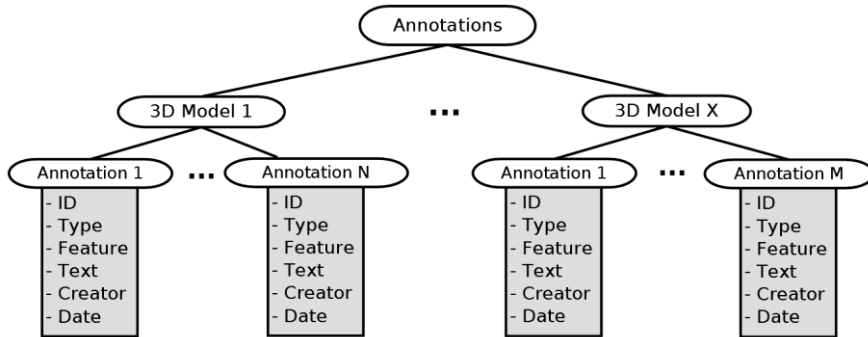 Annotations
3D Model 1
...
3D Model X
Annotation 1
...
Annotation N
Annotation 1
...
Annotation M
- ID
- Type
- Feature
- Text
- Creator
- Date
- ID
- Type
- Feature
- Text
- Creator
- Date
- ID
- Type
- Feature
- Text
- Creator
- Date
- ID
- Type
- Feature
- Text
- Creator
- Date